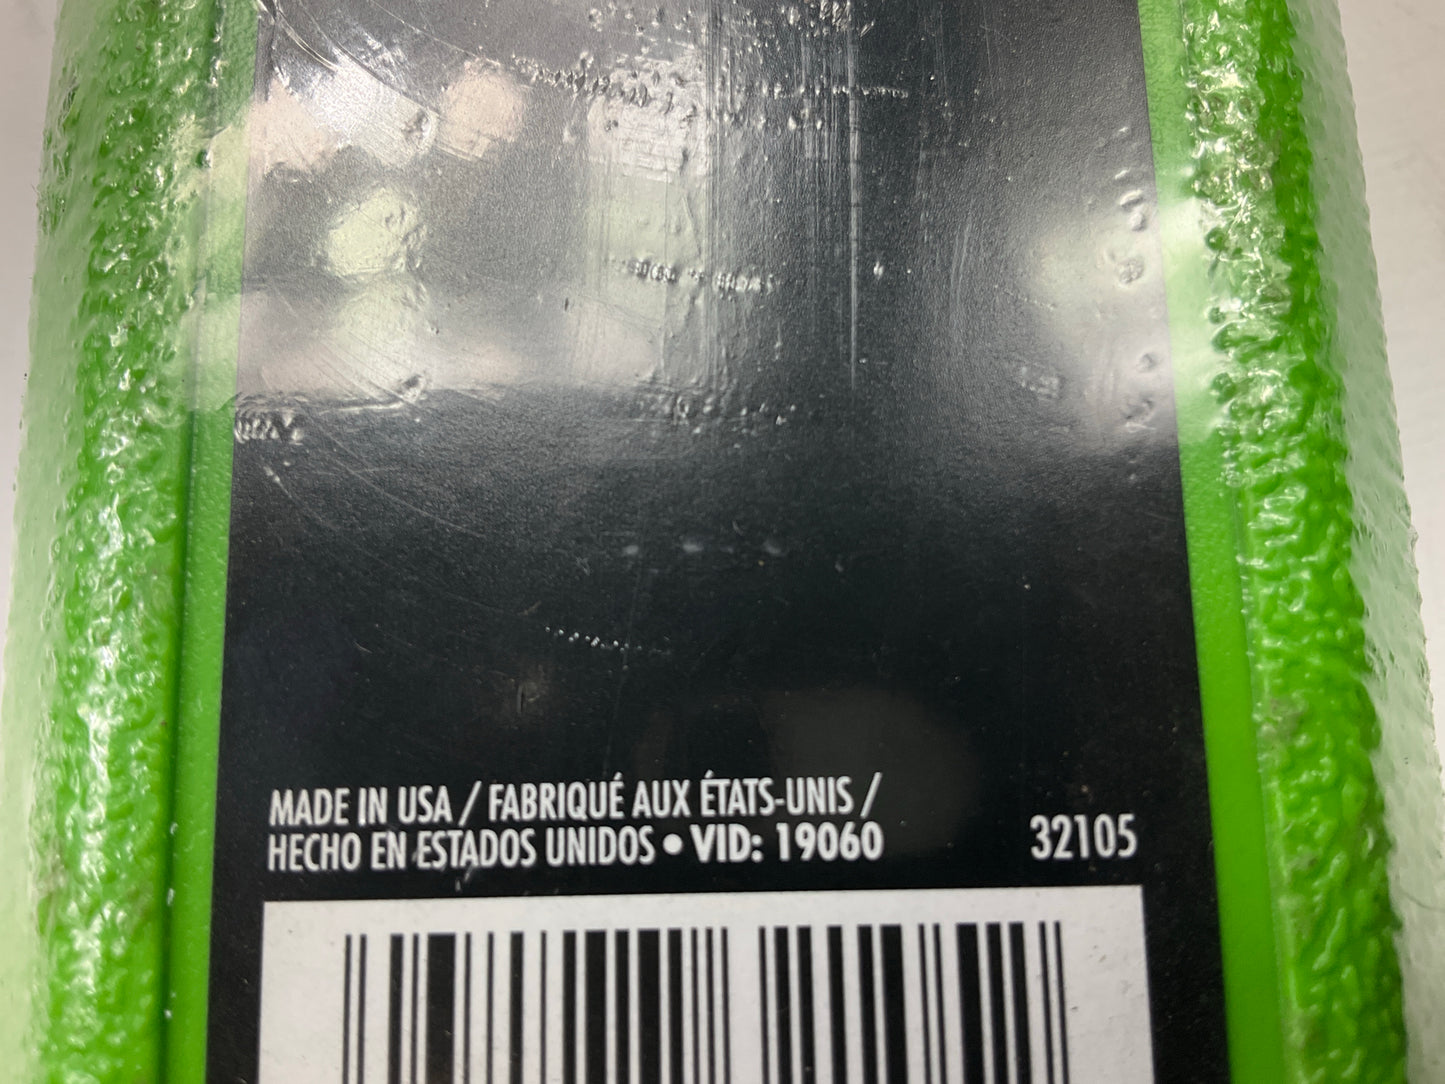 MADE IN USA / FABRIQUÉ AUX ÉTATS-UNIS /
HECHO EN ESTADOS UNIDOS • VID: 19060
32105